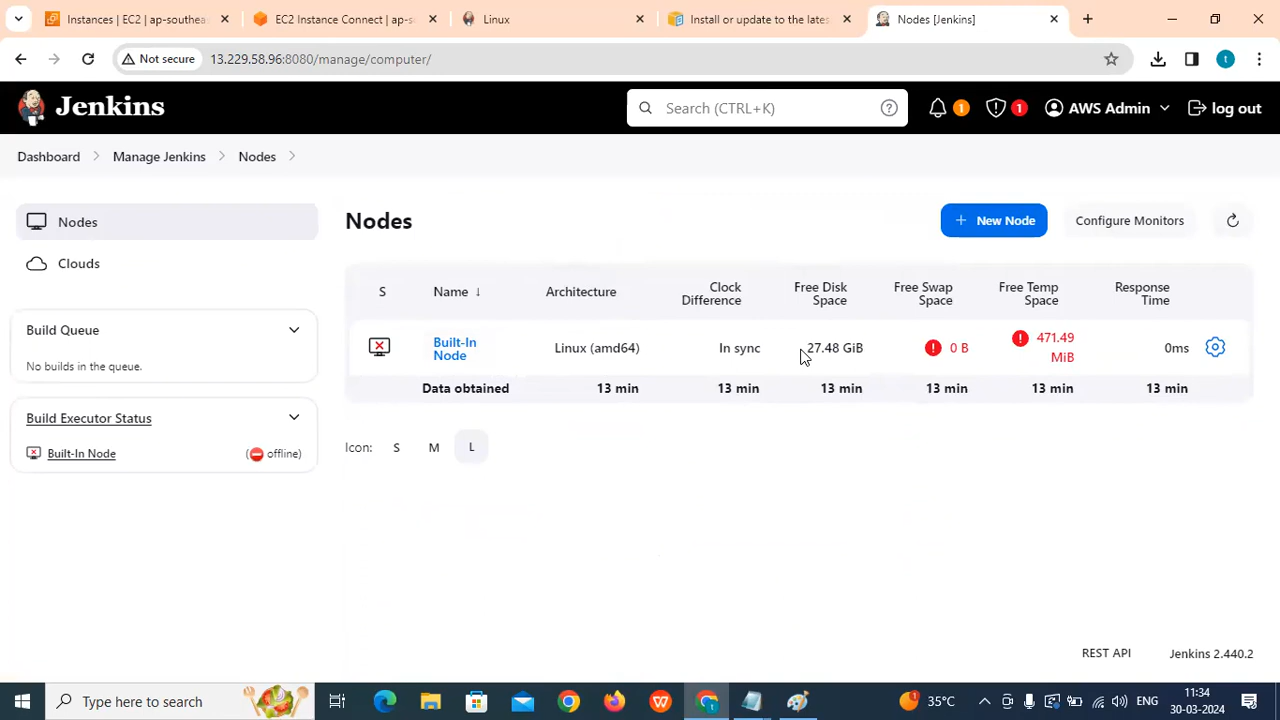 Instances | EC2 | ap-southea
EC2 Instance Connect | ap-s
Linux
Install or update to the lates
Nodes [Jenkins]
Not secure
13.229.58.96:8080/manage/computer/
t
Jenkins
Search (CTRL+K)
?
1
1
AWS Admin
log out
Dashboard
Manage Jenkins
Nodes
Nodes
Clouds
Build Queue
No builds in the queue.
Build Executor Status
Built-In Node
(offline)
Nodes
+ New Node
Configure Monitors
S
Name ↓
Architecture
Clock
Difference
Free Disk
Space
Free Swap
Space
Free Temp
Space
Response
Time
Built-In
Node
Linux (amd64)
In sync
27.48 GiB
0 B
471.49
MiB
0ms
Data obtained
13 min
13 min
13 min
13 min
13 min
13 min
Icon:
S
M
L
REST API
Jenkins 2.440.2
Type here to search
1
35°C
ENG
11:34
30-03-2024